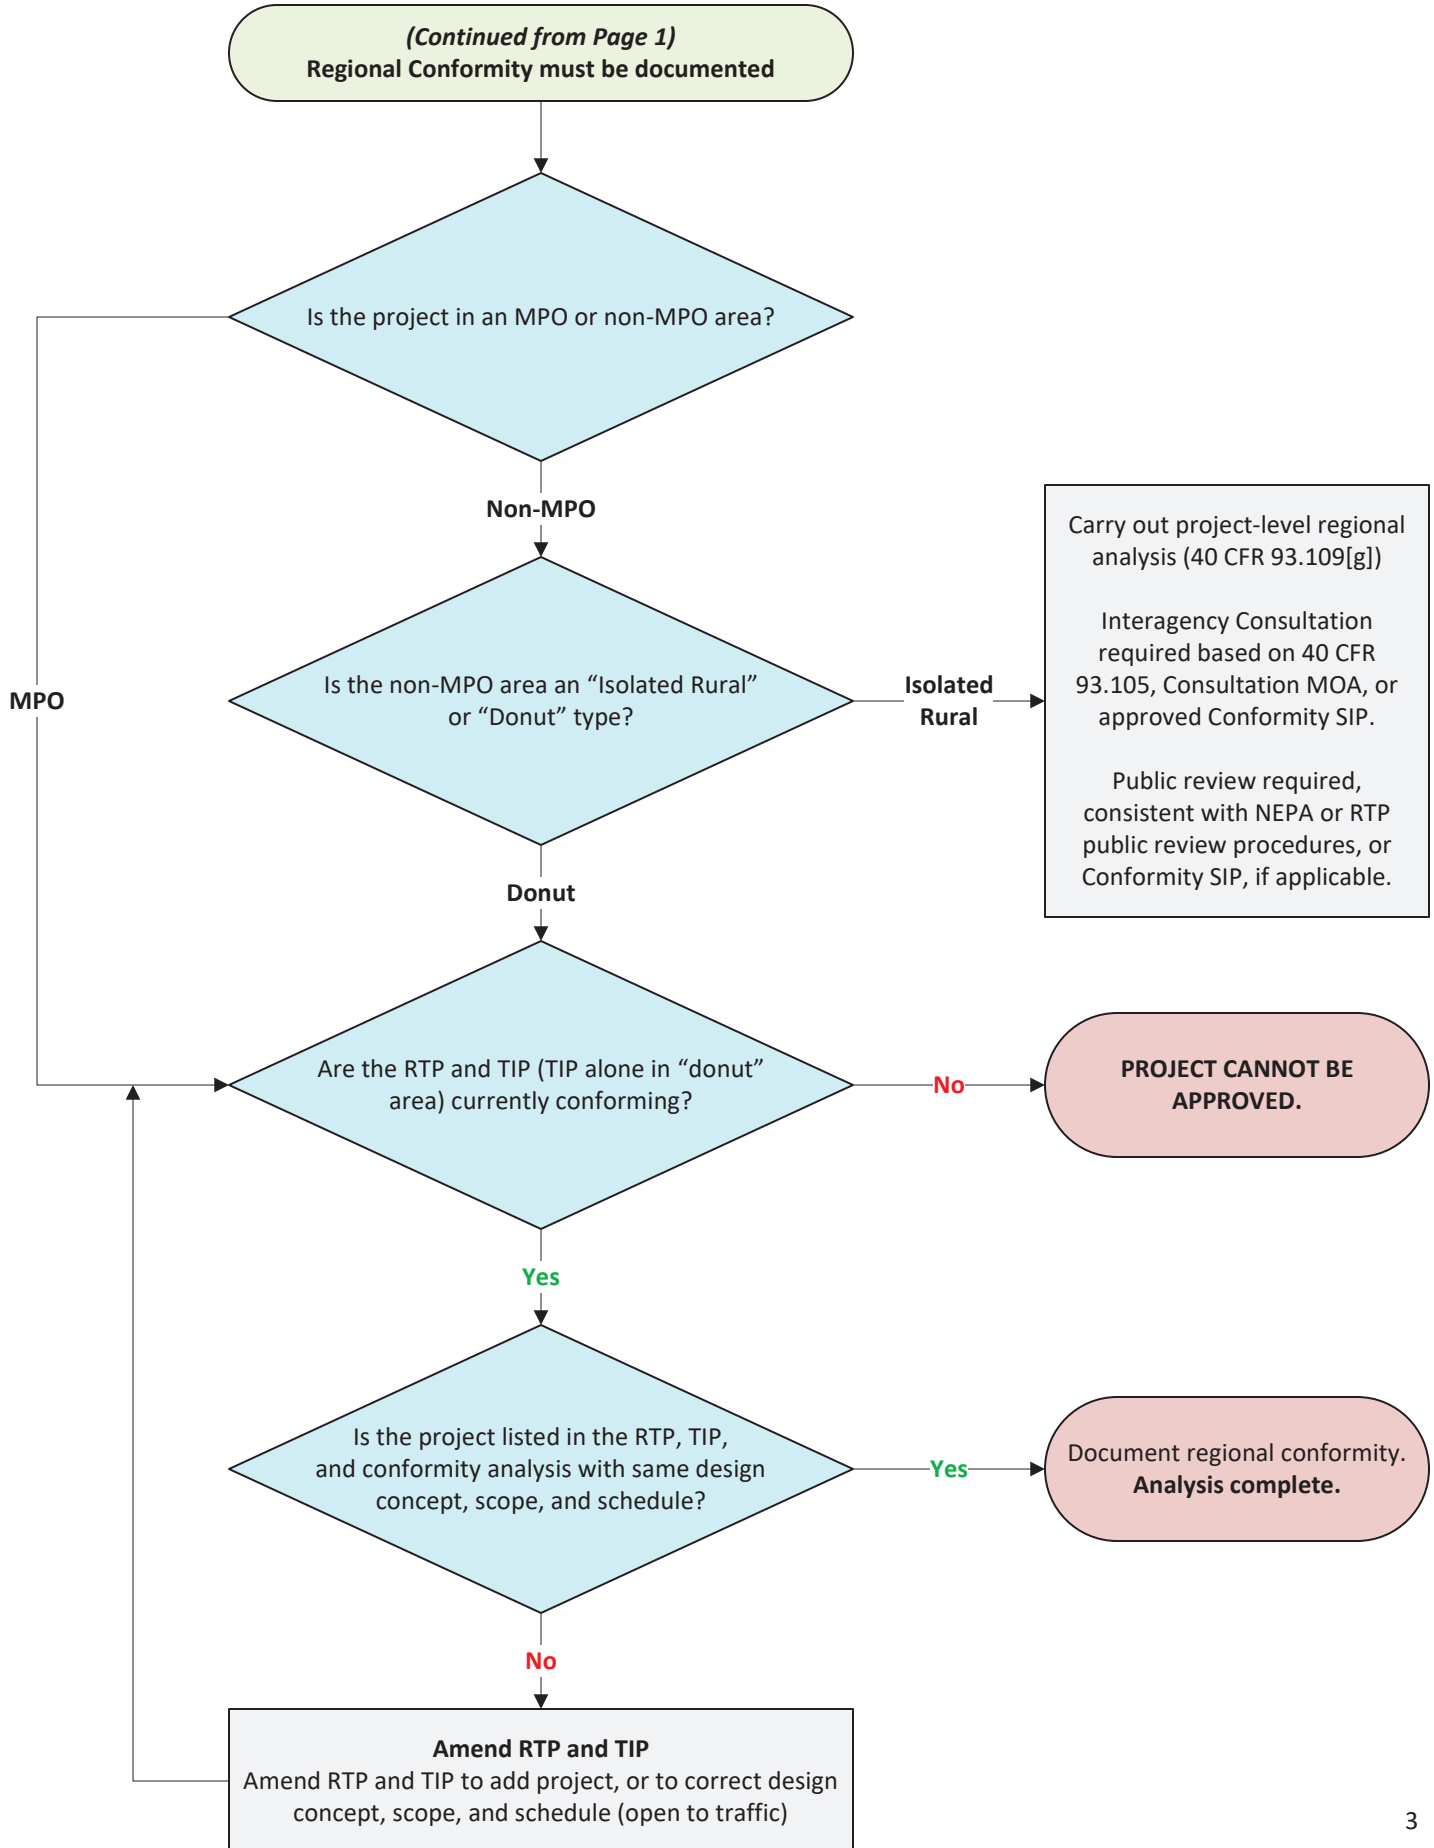 (Continued from Page 1)
Regional Conformity must be documented
Is the project in an MPO or non-MPO area?
Non-MPO
MPO
Is the non-MPO area an “Isolated Rural”
or “Donut” type?
Isolated
Rural
Carry out project-level regional
analysis (40 CFR 93.109[g])
Interagency Consultation
required based on 40 CFR
93.105, Consultation MOA, or
approved Conformity SIP.
Public review required,
consistent with NEPA or RTP
public review procedures, or
Conformity SIP, if applicable.
Donut
Are the RTP and TIP (TIP alone in “donut”
area) currently conforming?
No
PROJECT CANNOT BE
APPROVED.
Yes
Is the project listed in the RTP, TIP,
and conformity analysis with same design
concept, scope, and schedule?
Yes
Document regional conformity.
Analysis complete.
No
Amend RTP and TIP
Amend RTP and TIP to add project, or to correct design
concept, scope, and schedule (open to traffic)
3